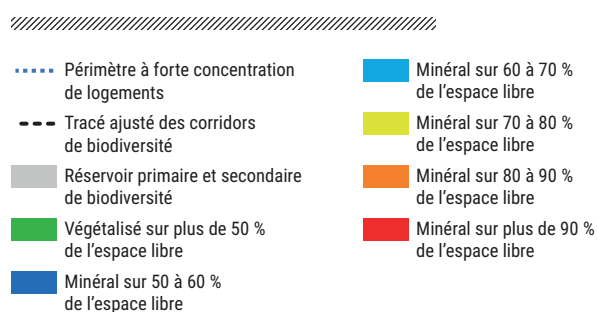 Périmètre à forte concentration
de logements
Tracé ajusté des corridors
de biodiversité
Réservoir primaire et secondaire
de biodiversité
Végétalisé sur plus de 50 %
de l'espace libre
Minéral sur 50 à 60 %
de l'espace libre
Minéral sur 60 à 70 %
de l'espace libre
Minéral sur 70 à 80 %
de l'espace libre
Minéral sur 80 à 90 %
de l'espace libre
Minéral sur plus de 90 %
de l'espace libre